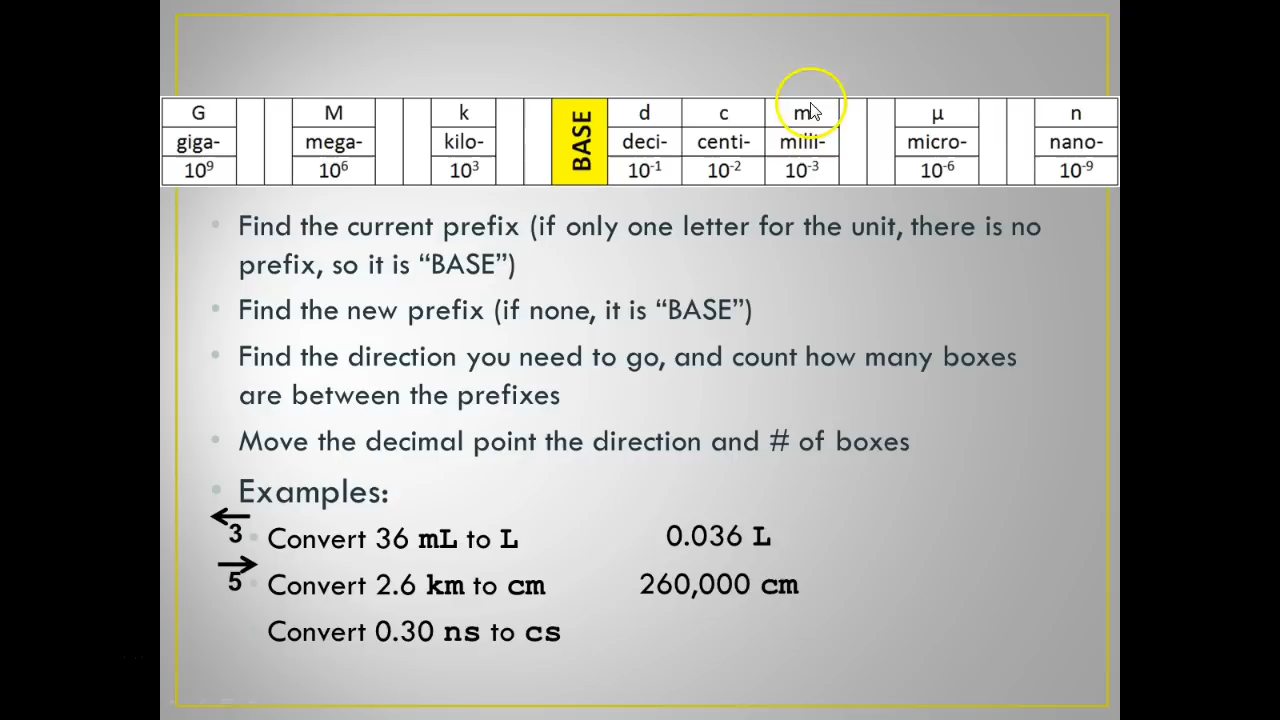 G M k BASE d c m μ n
giga- mega- kilo- deci- centi- milli- micro- nano-
10⁹ 10⁶ 10³ 10⁻¹ 10⁻² 10⁻³ 10⁻⁶ 10⁻⁹
• Find the current prefix (if only one letter for the unit, there is no
prefix, so it is “BASE”)
• Find the new prefix (if none, it is “BASE”)
• Find the direction you need to go, and count how many boxes
are between the prefixes
• Move the decimal point the direction and # of boxes
• Examples:
3 • Convert 36 mL to L 0.036 L
5 • Convert 2.6 km to cm 260,000 cm
Convert 0.30 ns to cs